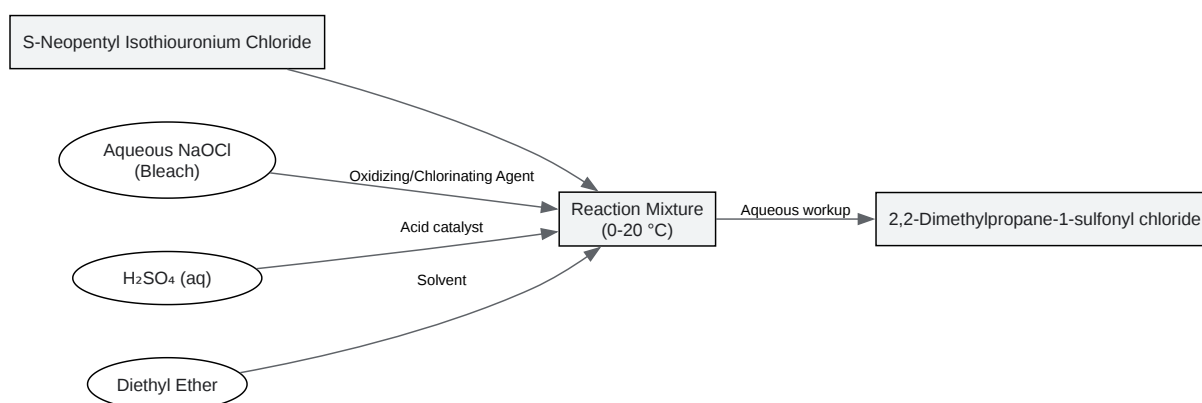 S-Neopentyl Isothiouronium Chloride
Aqueous NaOCl
(Bleach)
Oxidizing/Chlorinating Agent
Reaction Mixture
(0-20 °C)
Aqueous workup
2,2-Dimethylpropane-1-sulfonyl chloride
Acid catalyst
H₂SO₄ (aq)
Solvent
Diethyl Ether